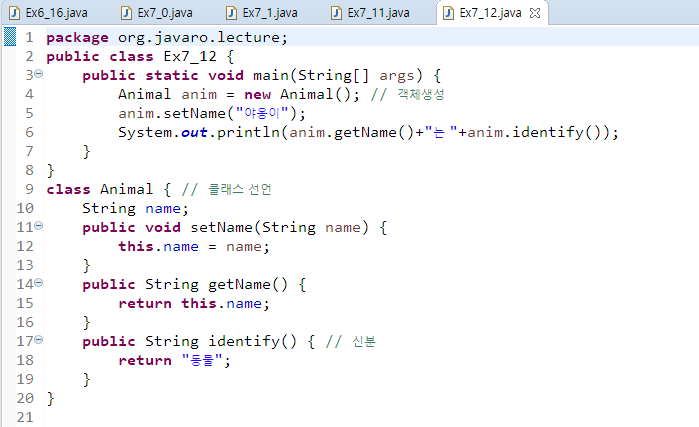 Ex6_16.java Ex7_0.java Ex7_1.java Ex7_11.java Ex7_12.java
1 package org.javaro.lecture;
2 public class Ex7_12 {
3 public static void main(String[] args) {
4 Animal anim = new Animal(); // 객체생성
5 anim.setName("야옹이");
6 System.out.println(anim.getName()+"는 "+anim.identify());
7 }
8 }
9 class Animal { // 클래스 선언
10 String name;
11 public void setName(String name) {
12 this.name = name;
13 }
14 public String getName() {
15 return this.name;
16 }
17 public String identify() { // 신분
18 return "동물";
19 }
20 }
21